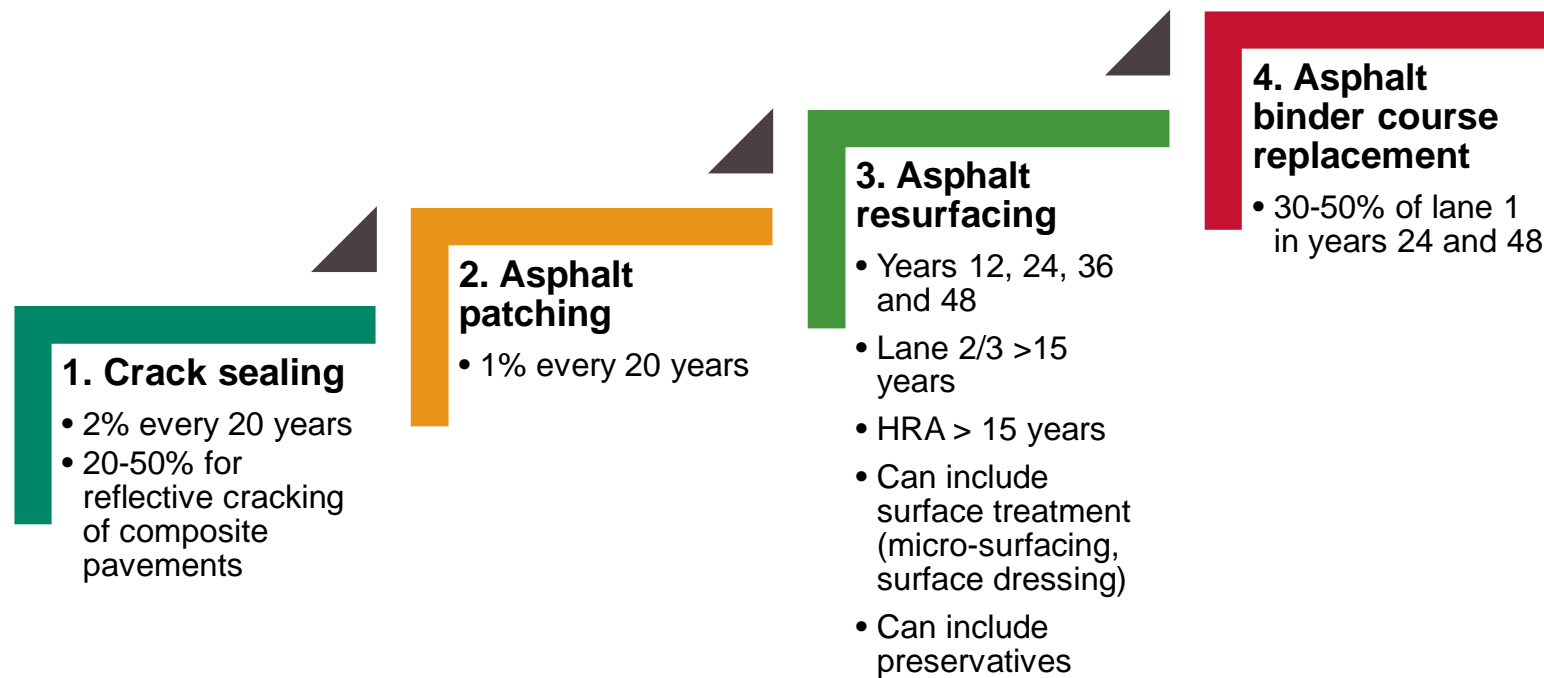 1. Crack sealing
• 2% every 20 years
• 20-50% for
reflective cracking
of composite
pavements
2. Asphalt
patching
• 1% every 20 years
3. Asphalt
resurfacing
• Years 12, 24, 36
and 48
• Lane 2/3 >15
years
• HRA > 15 years
• Can include
surface treatment
(micro-surfacing,
surface dressing)
• Can include
preservatives
4. Asphalt
binder course
replacement
• 30-50% of lane 1
in years 24 and 48